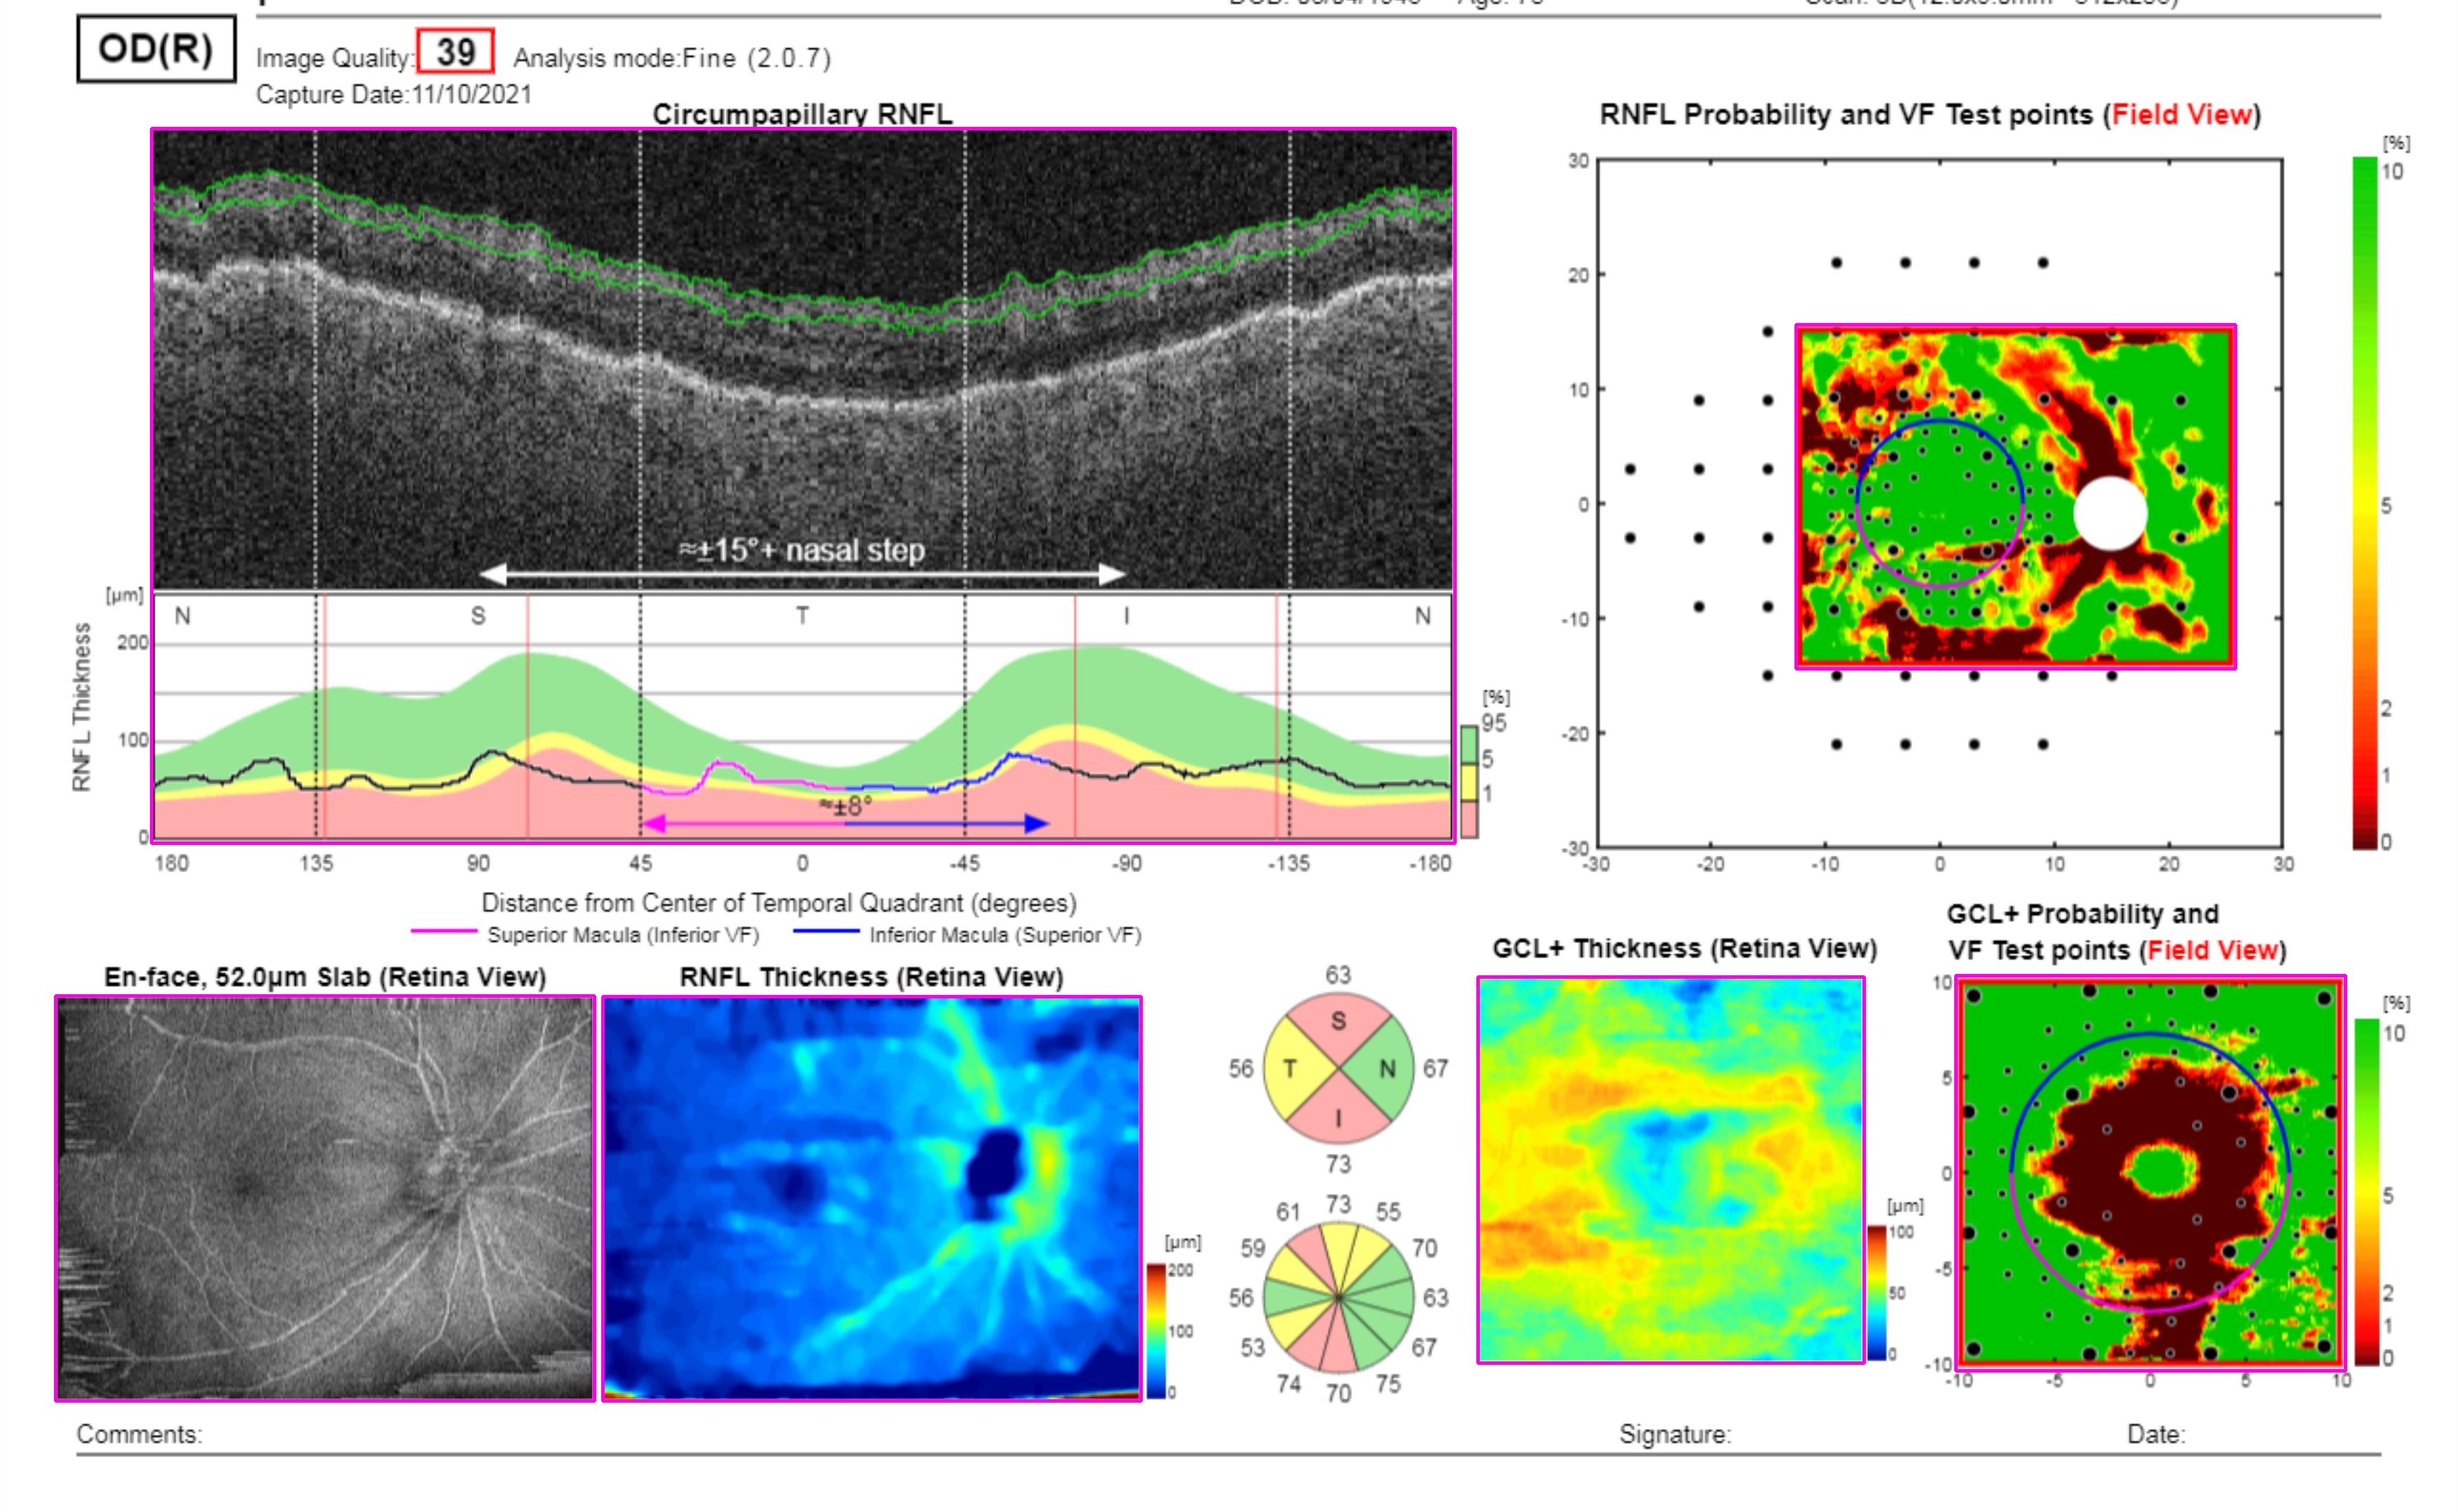 OD(R)
Image Quality: 39 Analysis mode:Fine (2.0.7)
Capture Date:11/10/2021
Circumpapillary RNFL
≈±15°+ nasal step
[µm]
N S T I N
200
100
0
RNFL Thickness
≈±8°
180 135 90 45 0 -45 -90 -135 -180
Distance from Center of Temporal Quadrant (degrees)
Superior Macula (Inferior VF) Inferior Macula (Superior VF)
[%]
95
5
1
RNFL Probability and VF Test points (Field View)
30
20
10
0
-10
-20
-30
-30 -20 -10 0 10 20 30
[%]
10
5
2
1
0
En-face, 52.0µm Slab (Retina View)
RNFL Thickness (Retina View)
[µm]
200
100
0
63
S
56 T N 67
I
73
61 73 55
59 70
56 63
53 67
74 70 75
GCL+ Thickness (Retina View)
[µm]
100
50
0
GCL+ Probability and
VF Test points (Field View)
10
5
0
-5
-10
-10 -5 0 5 10
[%]
10
5
2
1
0
Comments: Signature: Date: